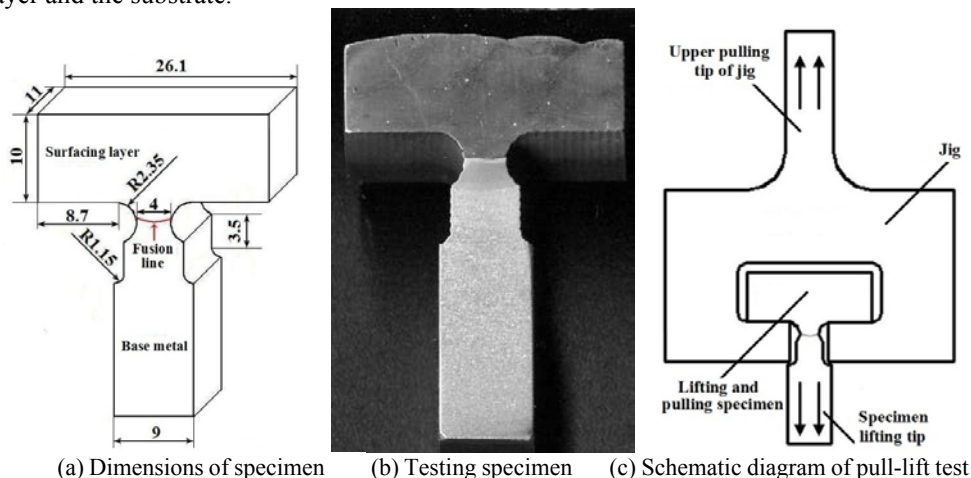 ayer and the substrate.
26.1
11
10
Surfacing layer
R2.35
4
8.7
3.5
R1.15
Fusion
line
Base metal
9
Upper pulling
tip of jig
Jig
Lifting and
pulling specimen
Specimen
lifting tip
(a) Dimensions of specimen (b) Testing specimen (c) Schematic diagram of pull-lift test